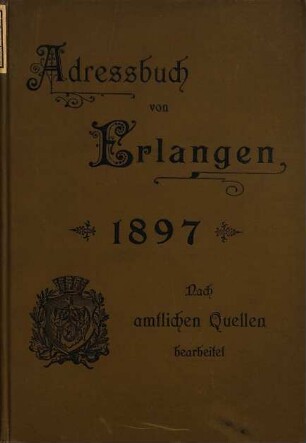 Adressbuch
von
Erlangen
1897
Nach
amtlichen Quellen
bearbeitet